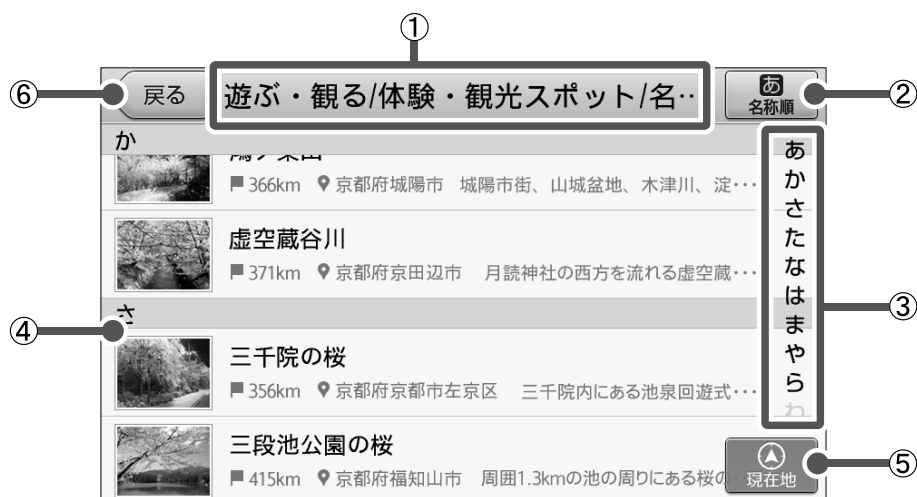 ①
⑥ 戻る 遊ぶ・観る/体験・観光スポット/名‥ あ 名称順 ②
か
366km 京都府城陽市 城陽市街、山城盆地、木津川、淀・・・
虚空蔵谷川
371km 京都府京田辺市 月読神社の西方を流れる虚空蔵・・・
さ
④
三千院の桜
356km 京都府京都市左京区 三千院内にある池泉回遊式・・・
三段池公園の桜
415km 京都府福知山市 周囲1.3kmの池の周りにある桜の
あ
か
さ
た
な
は
ま
や
ら
わ
③
現在地 ⑤